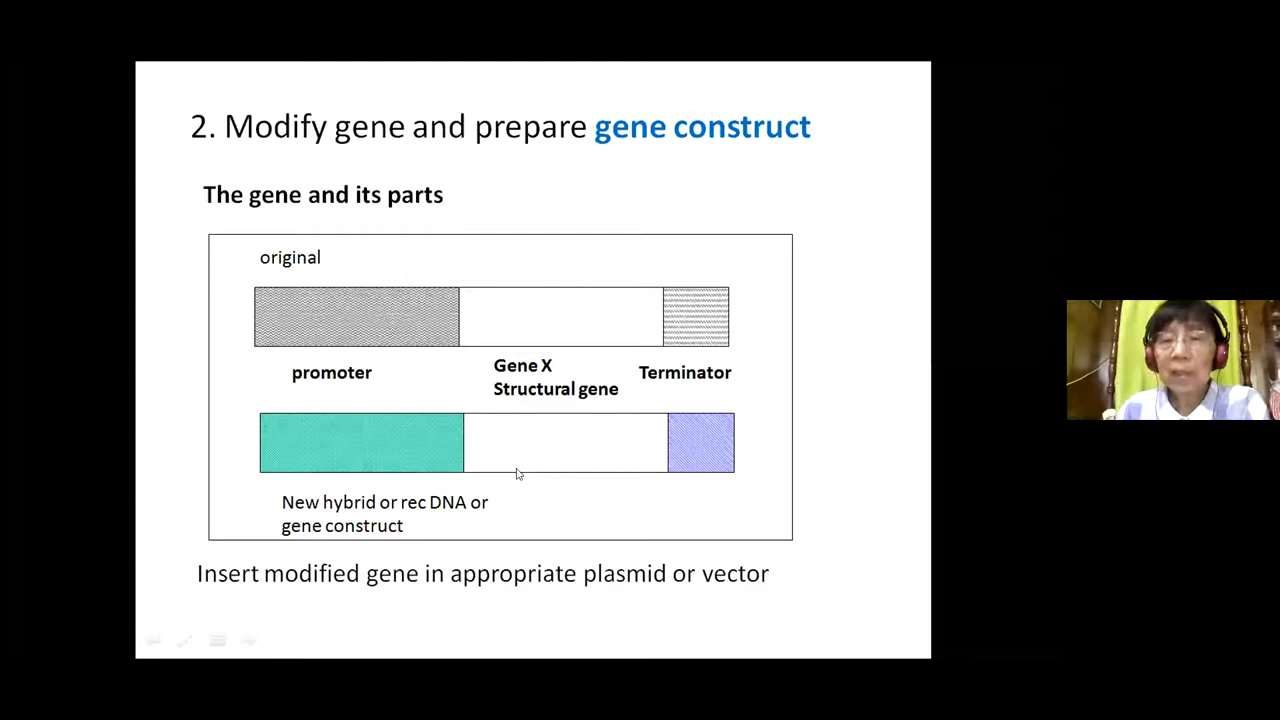 2. Modify gene and prepare gene construct
The gene and its parts
original
promoter
Gene X
Structural gene
Terminator
New hybrid or rec DNA or
gene construct
Insert modified gene in appropriate plasmid or vector